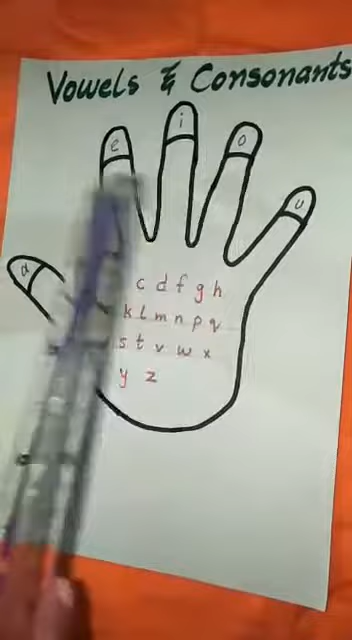 Vowels & Consonants
e i o
a u
c d f g h
k l m n p q
s t v w x
y z